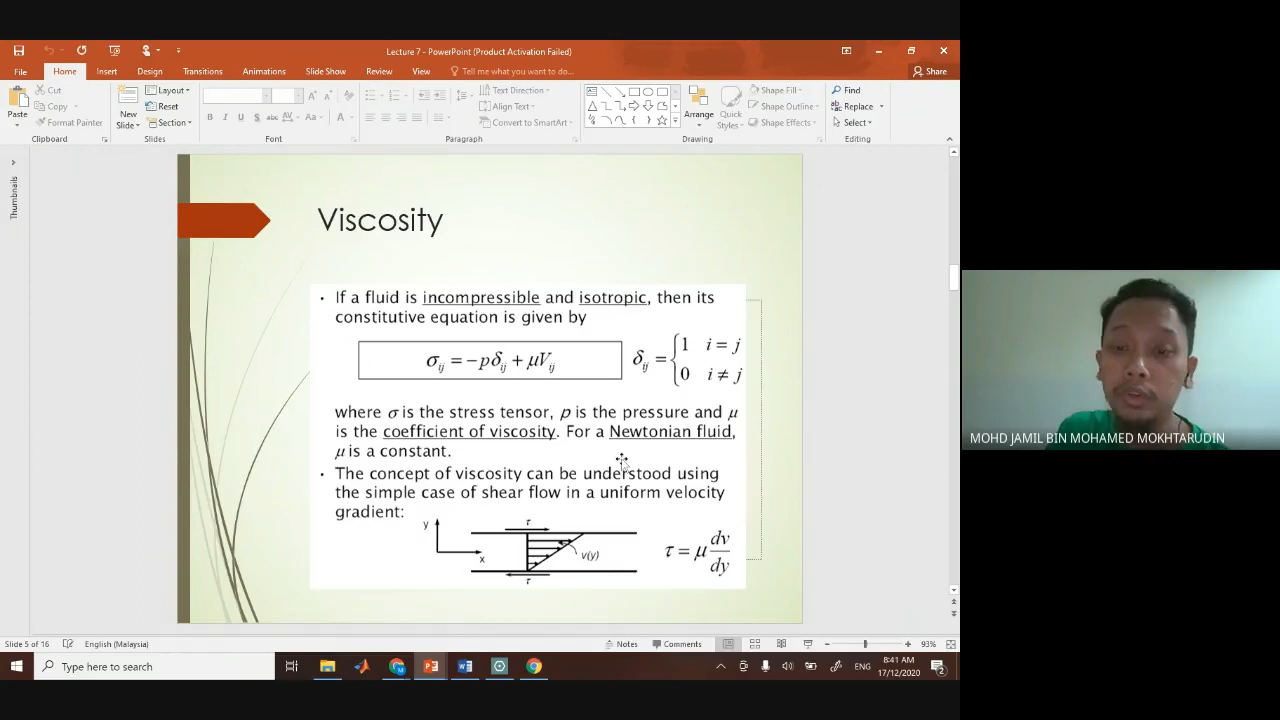 Lecture 7 - PowerPoint (Product Activation Failed)
File Home Insert Design Transitions Animations Slide Show Review View Tell me what you want to do... Share
Paste Cut Copy Format Painter Clipboard
New Slide Layout Reset Section Slides
B I U S abc AV Aa A Font
Text Direction Align Text Convert to SmartArt Paragraph
Arrange Quick Styles Shape Fill Shape Outline Shape Effects Drawing
Find Replace Select Editing
Thumbnails
Viscosity
• If a fluid is incompressible and isotropic, then its
constitutive equation is given by
σij = −pδij + μVij δij = { 1 i = j
0 i ≠ j
where σ is the stress tensor, p is the pressure and μ
is the coefficient of viscosity. For a Newtonian fluid,
μ is a constant.
• The concept of viscosity can be understood using
the simple case of shear flow in a uniform velocity
gradient:
y x τ v(y) τ
τ = μ dv/dy
MOHD JAMIL BIN MOHAMED MOKHTARUDIN
Slide 5 of 16 English (Malaysia) Notes Comments 93%
Type here to search ENG 8:41 AM
17/12/2020 2